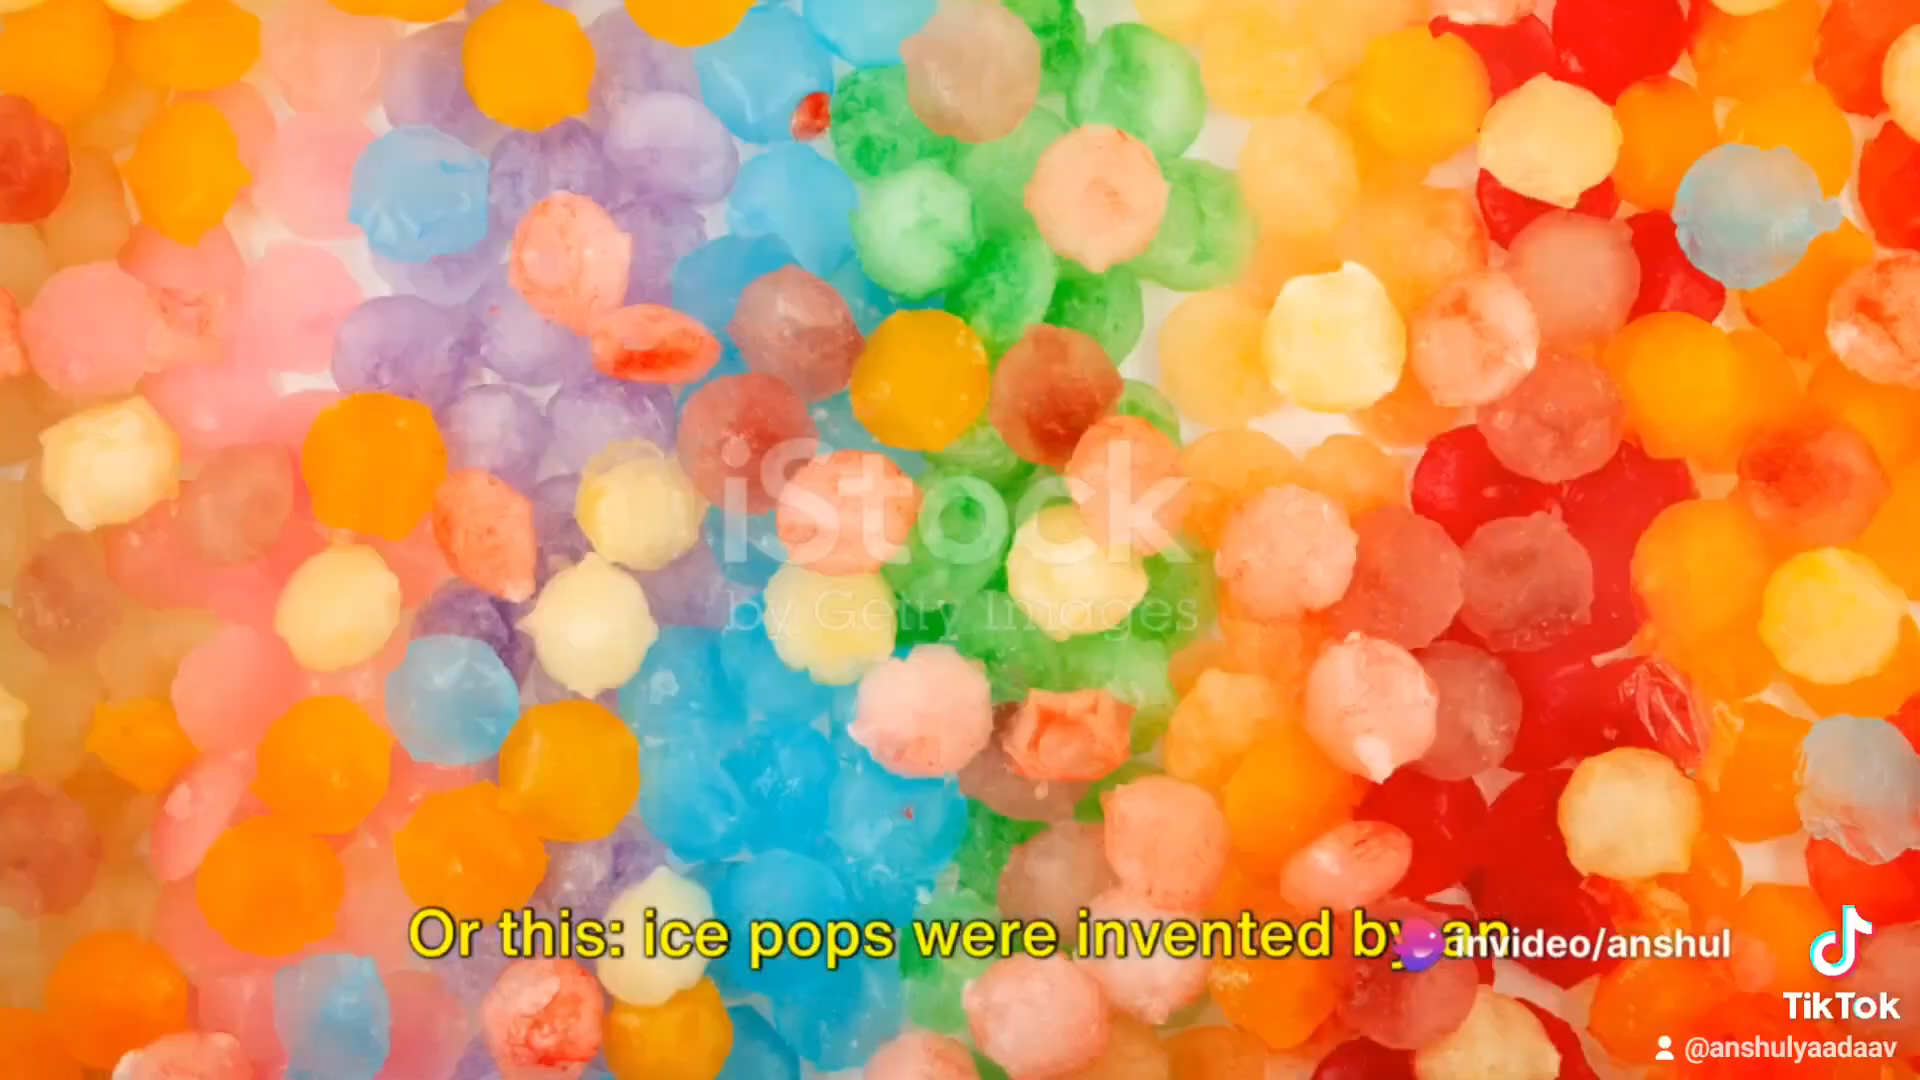 iStock
by Getty Images
Or this: ice pops were invented by an
invideo/anshul
TikTok
@anshulyaadaav